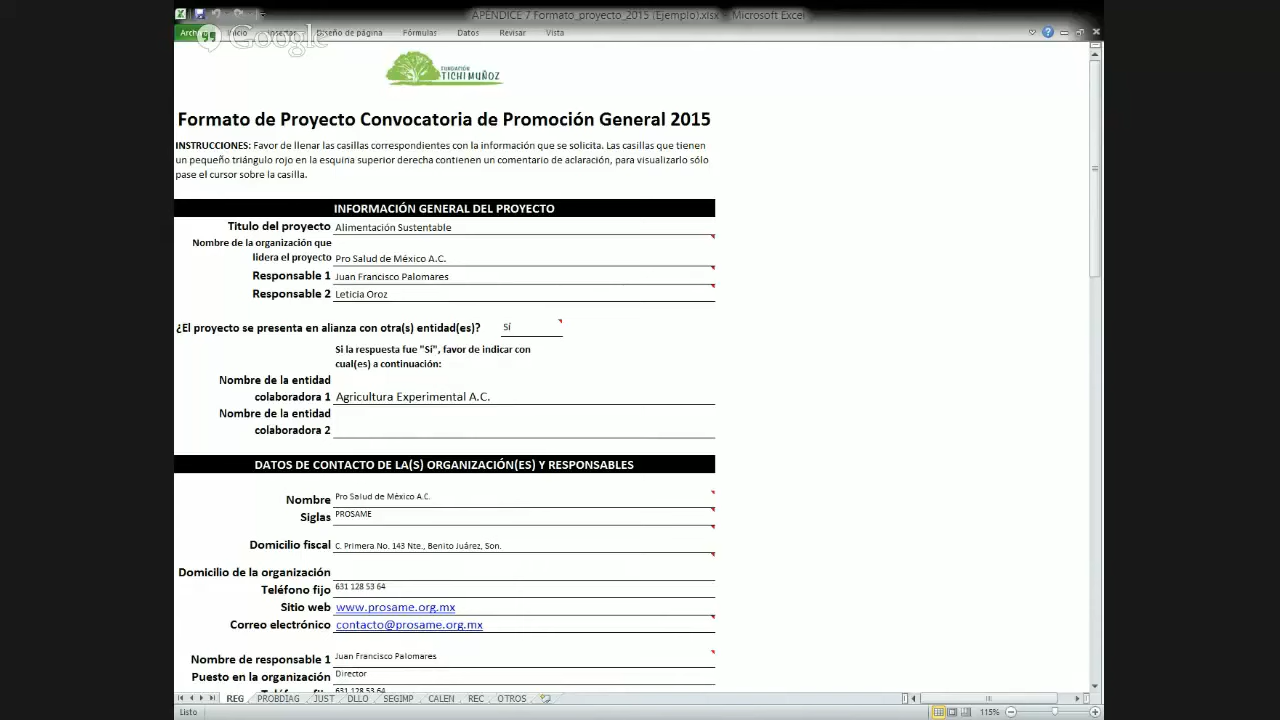 APENDICE 7 Formato_proyecto_2015 (Ejemplo).xlsx - Microsoft Excel
Archivo Inicio Insertar Diseño de página Fórmulas Datos Revisar Vista
Google
FUNDACIÓN
TICHI MUÑOZ
Formato de Proyecto Convocatoria de Promoción General 2015
INSTRUCCIONES: Favor de llenar las casillas correspondientes con la información que se solicita. Las casillas que tienen
un pequeño triángulo rojo en la esquina superior derecha contienen un comentario de aclaración, para visualizarlo sólo
pase el cursor sobre la casilla.
INFORMACIÓN GENERAL DEL PROYECTO
Titulo del proyecto Alimentación Sustentable
Nombre de la organización que
lidera el proyecto Pro Salud de México A.C.
Responsable 1 Juan Francisco Palomares
Responsable 2 Leticia Oroz
¿El proyecto se presenta en alianza con otra(s) entidad(es)? Sí
Si la respuesta fue "Sí", favor de indicar con
cual(es) a continuación:
Nombre de la entidad
colaboradora 1 Agricultura Experimental A.C.
Nombre de la entidad
colaboradora 2
DATOS DE CONTACTO DE LA(S) ORGANIZACIÓN(ES) Y RESPONSABLES
Nombre Pro Salud de México A.C.
Siglas PROSAME
Domicilio fiscal C. Primera No. 143 Nte., Benito Juárez, Son.
Domicilio de la organización
Teléfono fijo 631 128 53 64
Sitio web www.prosame.org.mx
Correo electrónico contacto@prosame.org.mx
Nombre de responsable 1 Juan Francisco Palomares
Puesto en la organización Director
Teléfono fijo 631 128 53 64
REG PROBDIAG JUST DLLO SEGIMP CALEN REC OTROS
Listo 115%